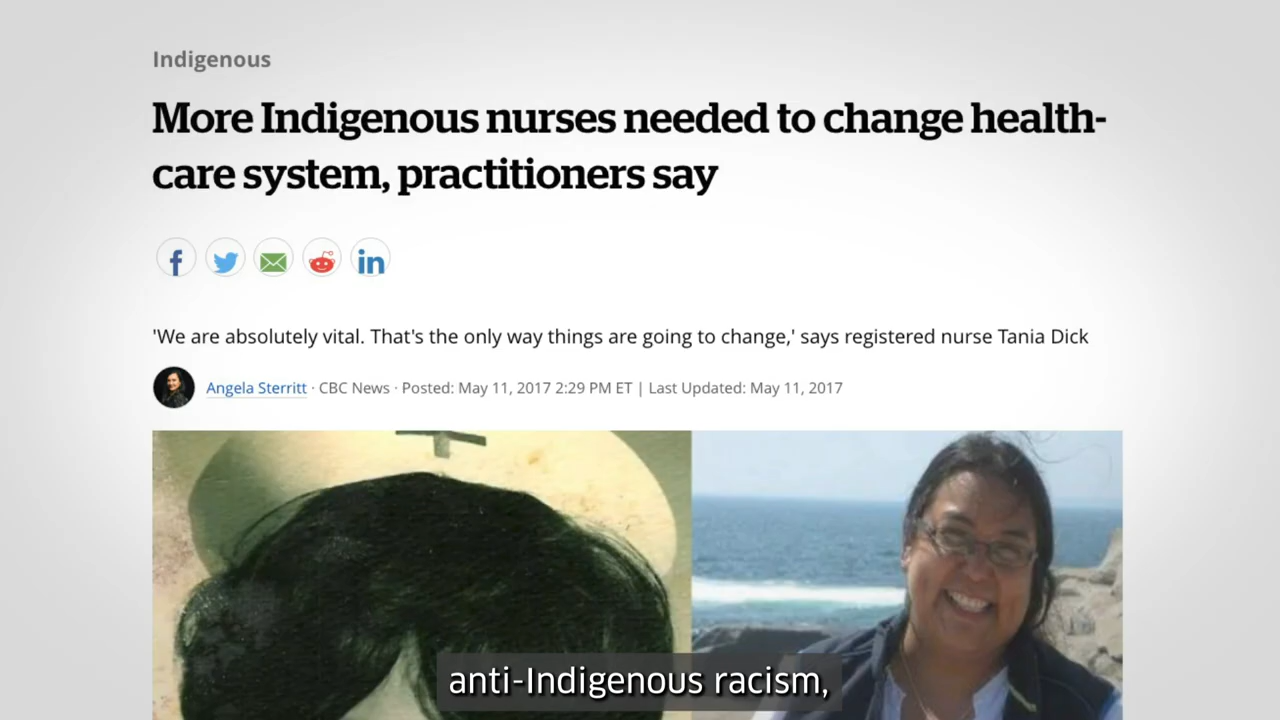 Indigenous
More Indigenous nurses needed to change health-
care system, practitioners say
'We are absolutely vital. That's the only way things are going to change,' says registered nurse Tania Dick
Angela Sterritt · CBC News · Posted: May 11, 2017 2:29 PM ET | Last Updated: May 11, 2017
anti-Indigenous racism,